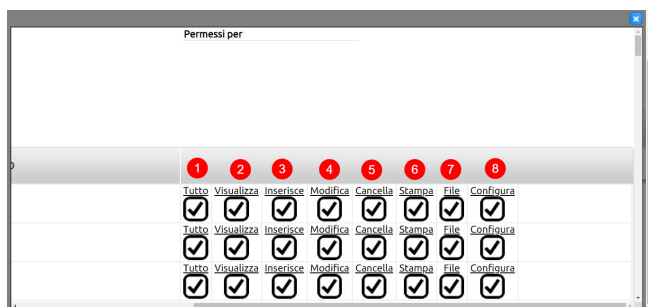 Permessi per
1 2 3 4 5 6 7 8
Tutto Visualizza Inserisce Modifica Cancella Stampa File Configura
Tutto Visualizza Inserisce Modifica Cancella Stampa File Configura
Tutto Visualizza Inserisce Modifica Cancella Stampa File Configura